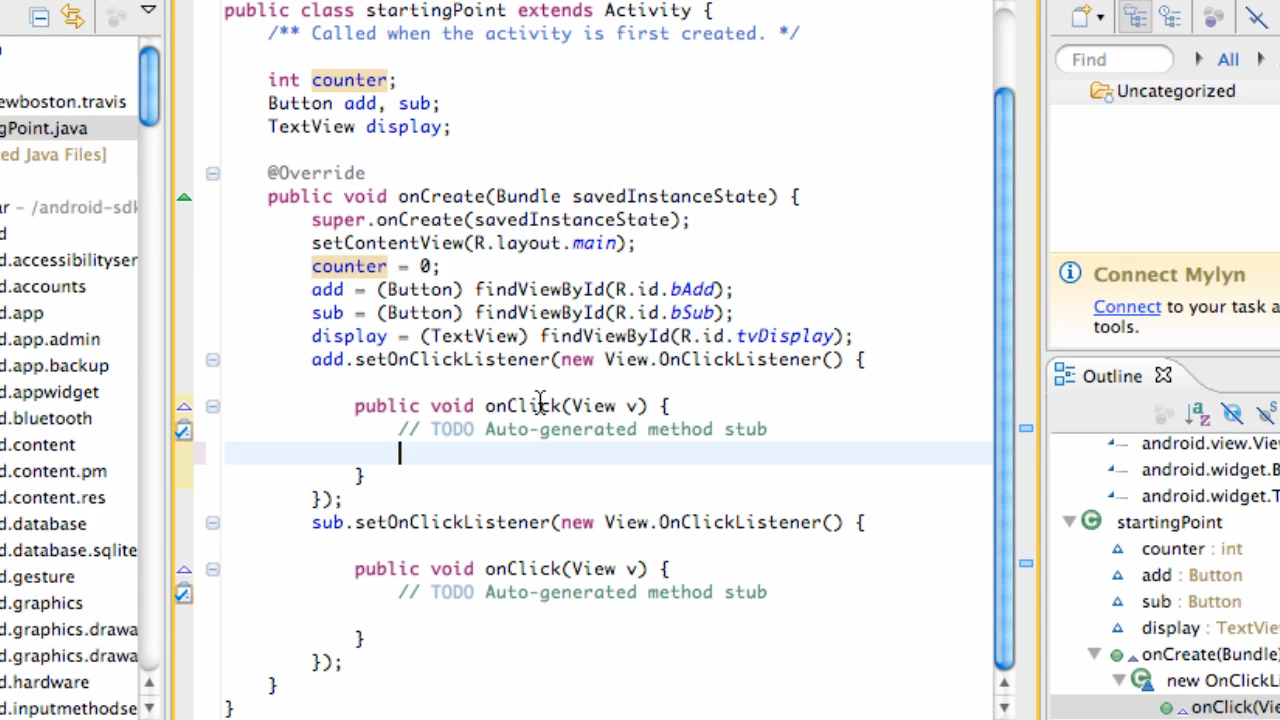 public class startingPoint extends Activity {
/** Called when the activity is first created. */
int counter;
Button add, sub;
TextView display;
@Override
public void onCreate(Bundle savedInstanceState) {
super.onCreate(savedInstanceState);
setContentView(R.layout.main);
counter = 0;
add = (Button) findViewById(R.id.bAdd);
sub = (Button) findViewById(R.id.bSub);
display = (TextView) findViewById(R.id.tvDisplay);
add.setOnClickListener(new View.OnClickListener() {
public void onClick(View v) {
// TODO Auto-generated method stub
}
});
sub.setOnClickListener(new View.OnClickListener() {
public void onClick(View v) {
// TODO Auto-generated method stub
}
});
}
}
ewboston.travis
gPoint.java
ed Java Files]
ar - /android-sdk
d
d.accessibilityser
d.accounts
d.app
d.app.admin
d.app.backup
d.appwidget
d.bluetooth
d.content
d.content.pm
d.content.res
d.database
d.database.sqlite
d.gesture
d.graphics
d.graphics.drawa
d.graphics.drawa
d.hardware
d.inputmethodse
Find
All
Uncategorized
Connect Mylyn
Connect to your task a
tools.
Outline
android.view.Vie
android.widget.B
android.widget.T
startingPoint
counter : int
add : Button
sub : Button
display : TextView
onCreate(Bundle)
new OnClickLi
onClick(Vie